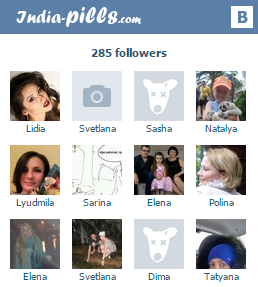 India-pills.com
B
285 followers
Lidia Svetlana Sasha Natalya
Lyudmila Sarina Elena Polina
Elena Svetlana Dima Tatyana